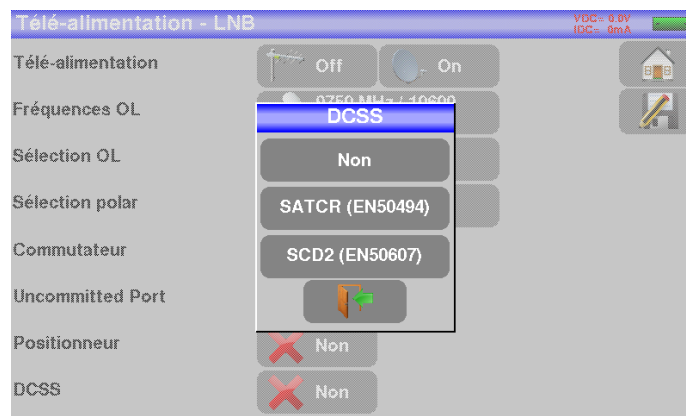 Télé-alimentation - LNB
VDC= 0.0V
IDC= 0mA
Télé-alimentation
Off
On
Fréquences OL
DCSS
Sélection OL
Non
Sélection polar
SATCR (EN50494)
Commutateur
SCD2 (EN50607)
Uncommitted Port
Positionneur
Non
DCSS
Non